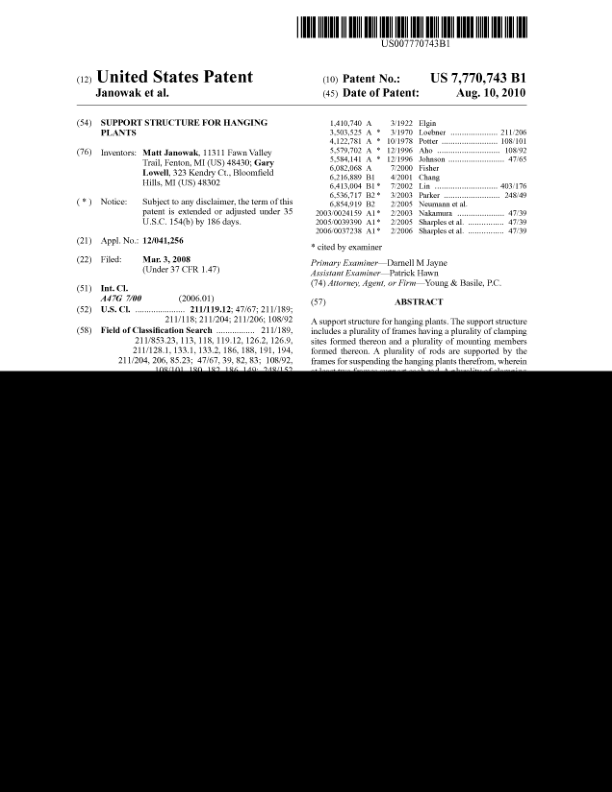 US007770743B1
(12) United States Patent
Janowak et al.
(10) Patent No.: US 7,770,743 B1
(45) Date of Patent: Aug. 10, 2010
(54) SUPPORT STRUCTURE FOR HANGING
PLANTS
(76) Inventors: Matt Janowak, 11311 Fawn Valley
Trail, Fenton, MI (US) 48430; Gary
Lowell, 323 Kendry Ct., Bloomfield
Hills, MI (US) 48302
( * ) Notice: Subject to any disclaimer, the term of this
patent is extended or adjusted under 35
U.S.C. 154(b) by 186 days.
(21) Appl. No.: 12/041,256
(22) Filed: Mar. 3, 2008
(Under 37 CFR 1.47)
(51) Int. Cl.
A47G 7/00 (2006.01)
(52) U.S. Cl. ..................... 211/119.12; 47/67; 211/189;
211/118; 211/204; 211/206; 108/92
(58) Field of Classification Search ................ 211/189,
211/853.23, 113, 118, 119.12, 126.2, 126.9,
211/128.1, 133.1, 133.2, 186, 188, 191, 194,
211/204, 206, 85.23; 47/67, 39, 82, 83; 108/92,
108/101, 180, 182, 186, 149; 248/152
1,410,740 A 3/1922 Elgin
3,503,525 A * 3/1970 Loebner ..................... 211/206
4,122,781 A * 10/1978 Potter ....................... 108/101
5,579,702 A * 12/1996 Aho .......................... 108/92
5,584,141 A * 12/1996 Johnson ...................... 47/65
6,082,068 A 7/2000 Fisher
6,216,889 B1 4/2001 Chang
6,413,004 B1 * 7/2002 Lin .......................... 403/176
6,536,717 B2 * 3/2003 Parker ....................... 248/49
6,854,919 B2 2/2005 Neumann et al.
2003/0024159 A1 * 2/2003 Nakamura .................. 47/39
2005/0039390 A1 * 2/2005 Sharples et al. .............. 47/39
2006/0037238 A1 * 2/2006 Sharples et al. .............. 47/39
* cited by examiner
Primary Examiner—Darnell M Jayne
Assistant Examiner—Patrick Hawn
(74) Attorney, Agent, or Firm—Young & Basile, P.C.
(57) ABSTRACT
A support structure for hanging plants. The support structure
includes a plurality of frames having a plurality of clamping
sites formed thereon and a plurality of mounting members
formed thereon. A plurality of rods are supported by the
frames for suspending the hanging plants therefrom, wherein